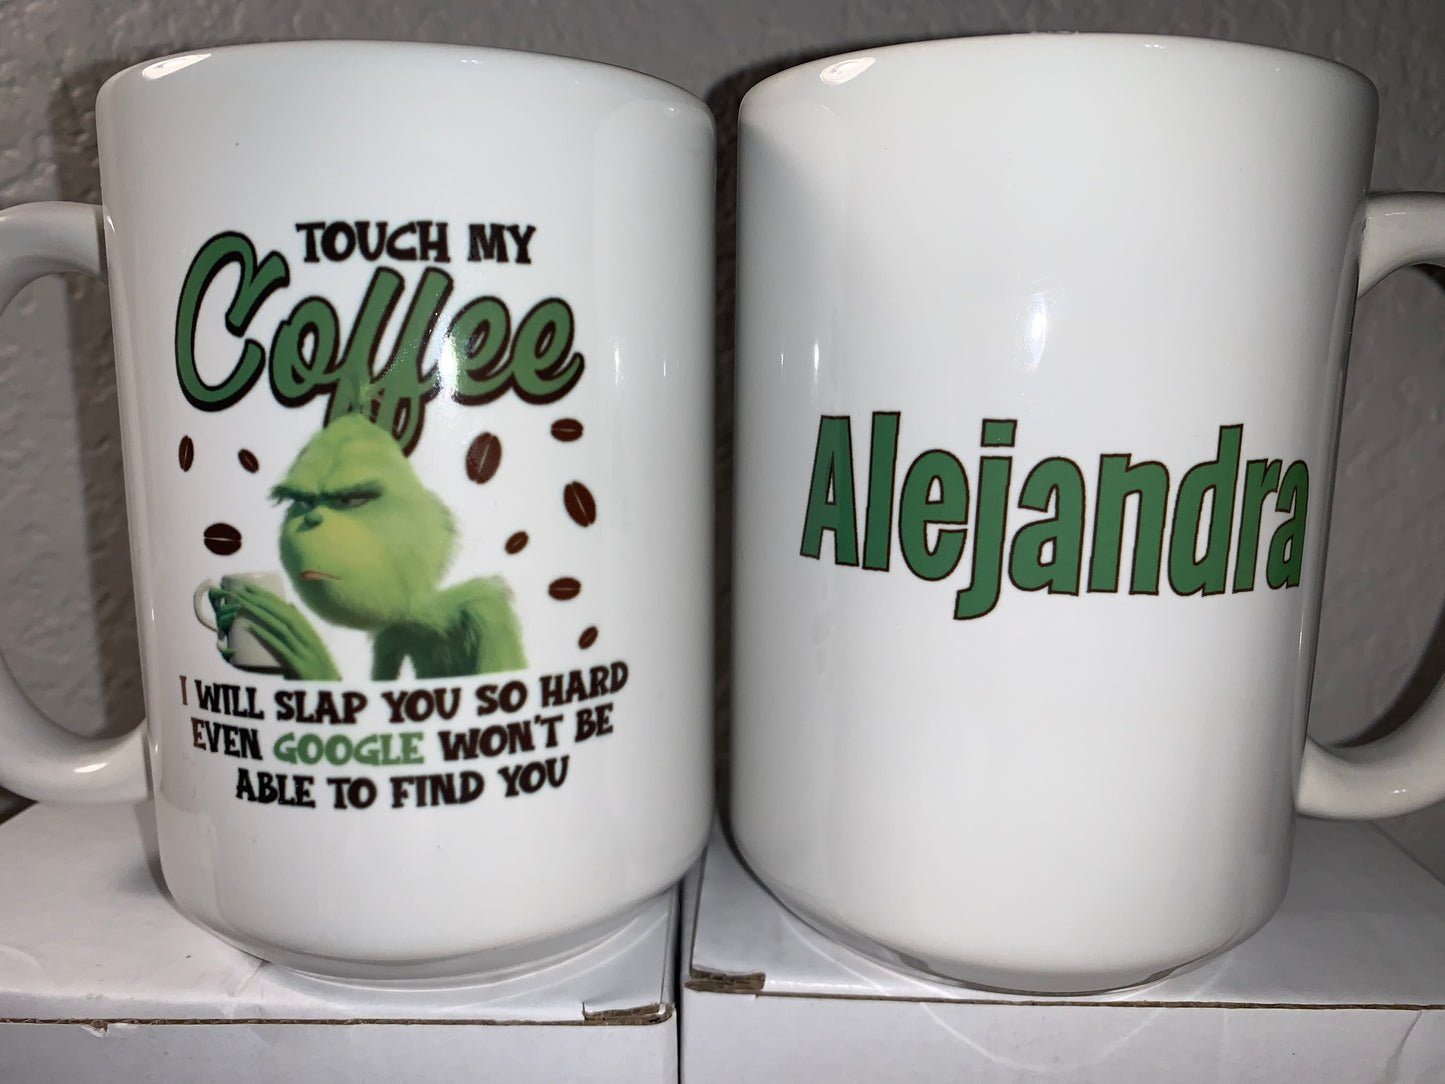 TOUCH MY
Coffee
I WILL SLAP YOU SO HARD
EVEN GOOGLE WON'T BE
ABLE TO FIND YOU
Alejandra